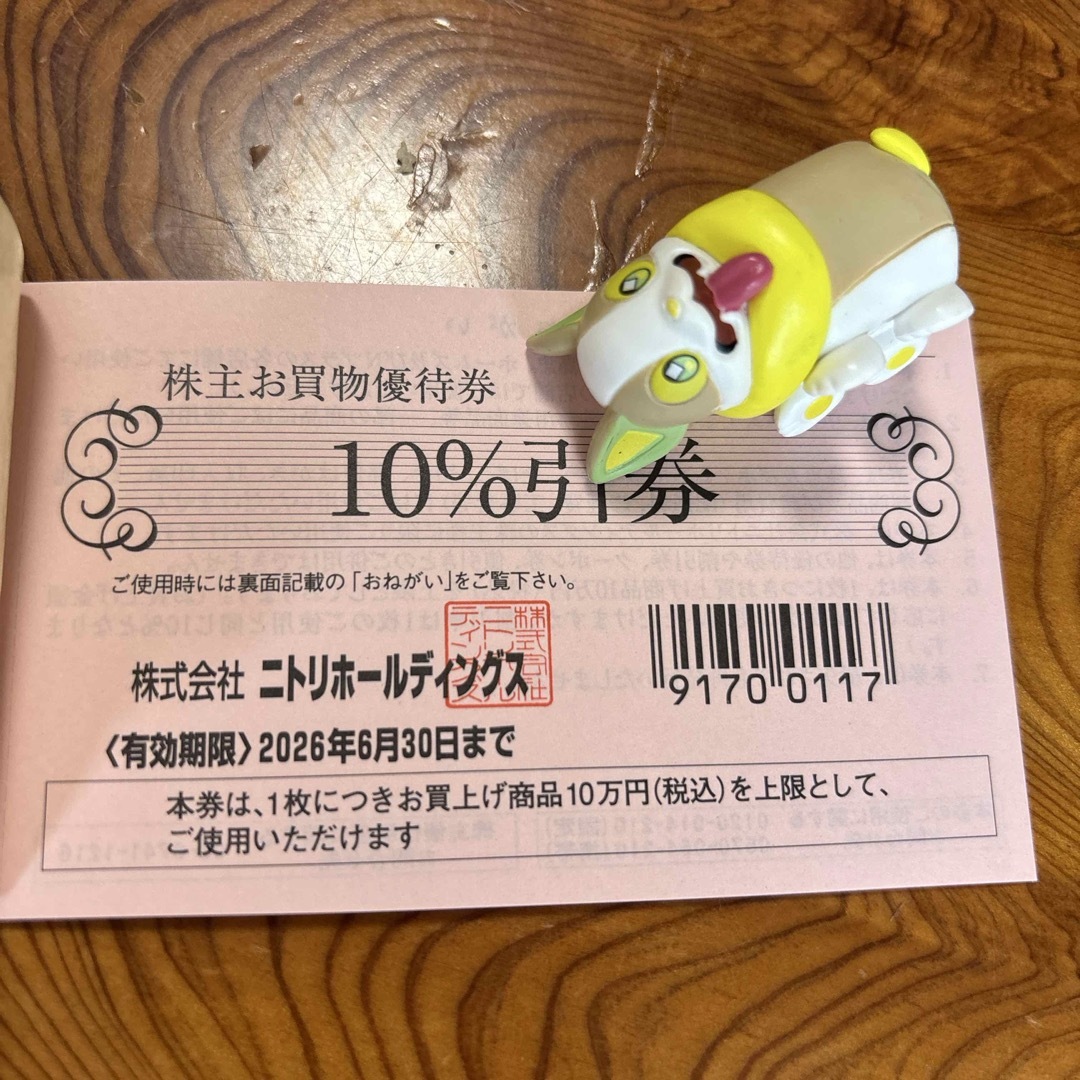 株主お買物優待券
10%引券
ご使用時には裏面記載の「おねがい」をご覧下さい。
株式会社 ニトリホールディングス
9170 0117
〈有効期限〉2026年6月30日まで
本券は、1枚につきお買上げ商品10万円(税込)を上限として、
ご使用いただけます